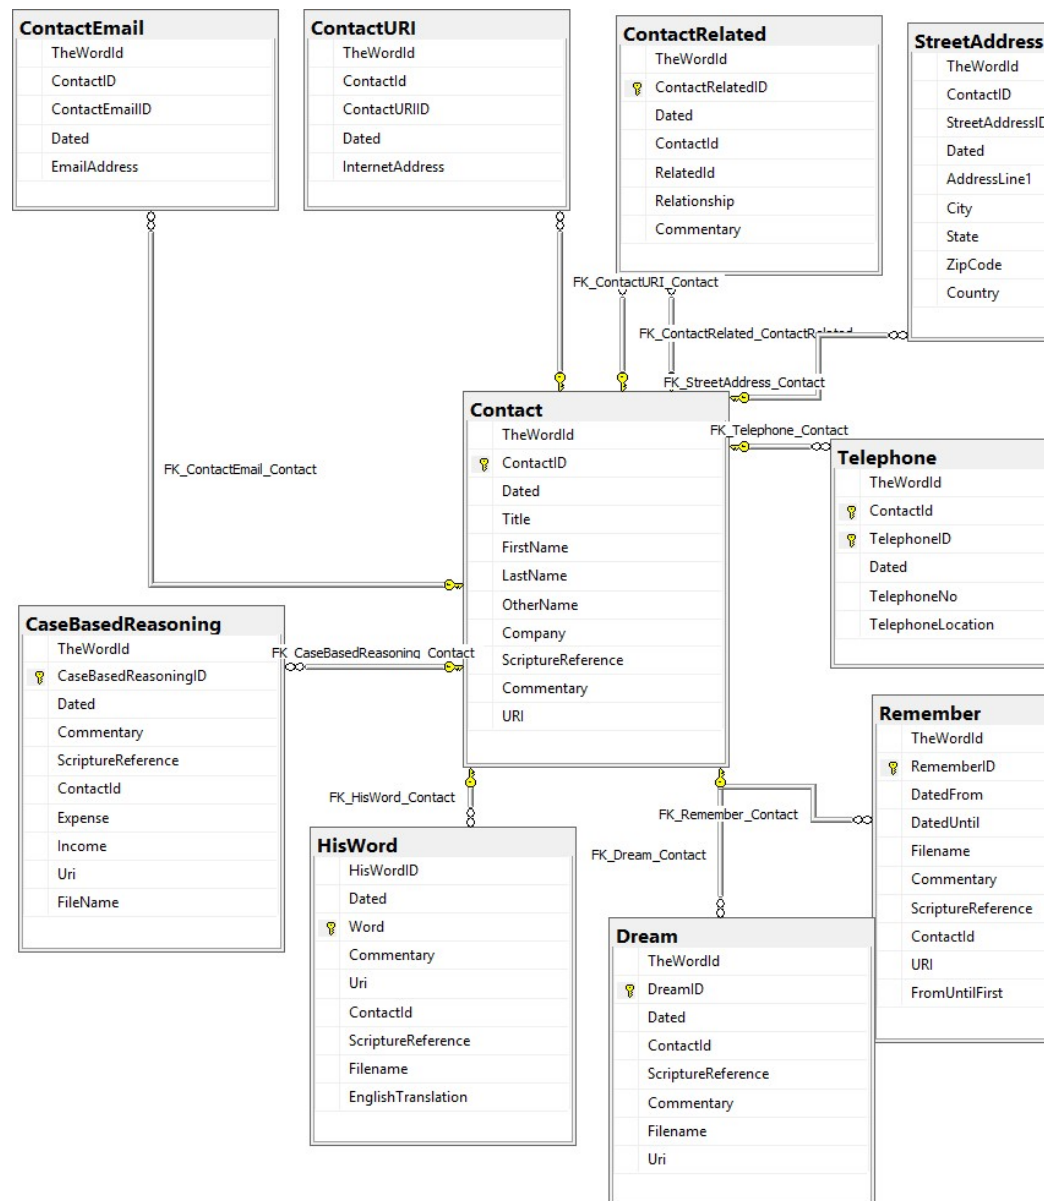 ContactEmail
TheWordId
ContactID
ContactEmailID
Dated
EmailAddress
ContactURI
TheWordId
ContactId
ContactURIID
Dated
InternetAddress
ContactRelated
TheWordId
ContactRelatedID
Dated
ContactId
RelatedId
Relationship
Commentary
StreetAddress
TheWordId
ContactID
StreetAddressID
Dated
AddressLine1
City
State
ZipCode
Country
FK_ContactURI_Contact
FK_ContactRelated_ContactRelated
FK_StreetAddress_Contact
FK_Telephone_Contact
FK_ContactEmail_Contact
Contact
TheWordId
ContactID
Dated
Title
FirstName
LastName
OtherName
Company
ScriptureReference
Commentary
URI
Telephone
TheWordId
ContactId
TelephoneID
Dated
TelephoneNo
TelephoneLocation
CaseBasedReasoning
TheWordId
CaseBasedReasoningID
Dated
Commentary
ScriptureReference
ContactId
Expense
Income
Uri
FileName
FK_CaseBasedReasoning_Contact
Remember
TheWordId
RememberID
DatedFrom
DatedUntil
Filename
Commentary
ScriptureReference
ContactId
URI
FromUntilFirst
FK_HisWord_Contact
FK_Remember_Contact
FK_Dream_Contact
HisWord
HisWordID
Dated
Word
Commentary
Uri
ContactId
ScriptureReference
Filename
EnglishTranslation
Dream
TheWordId
DreamID
Dated
ContactId
ScriptureReference
Commentary
Filename
Uri